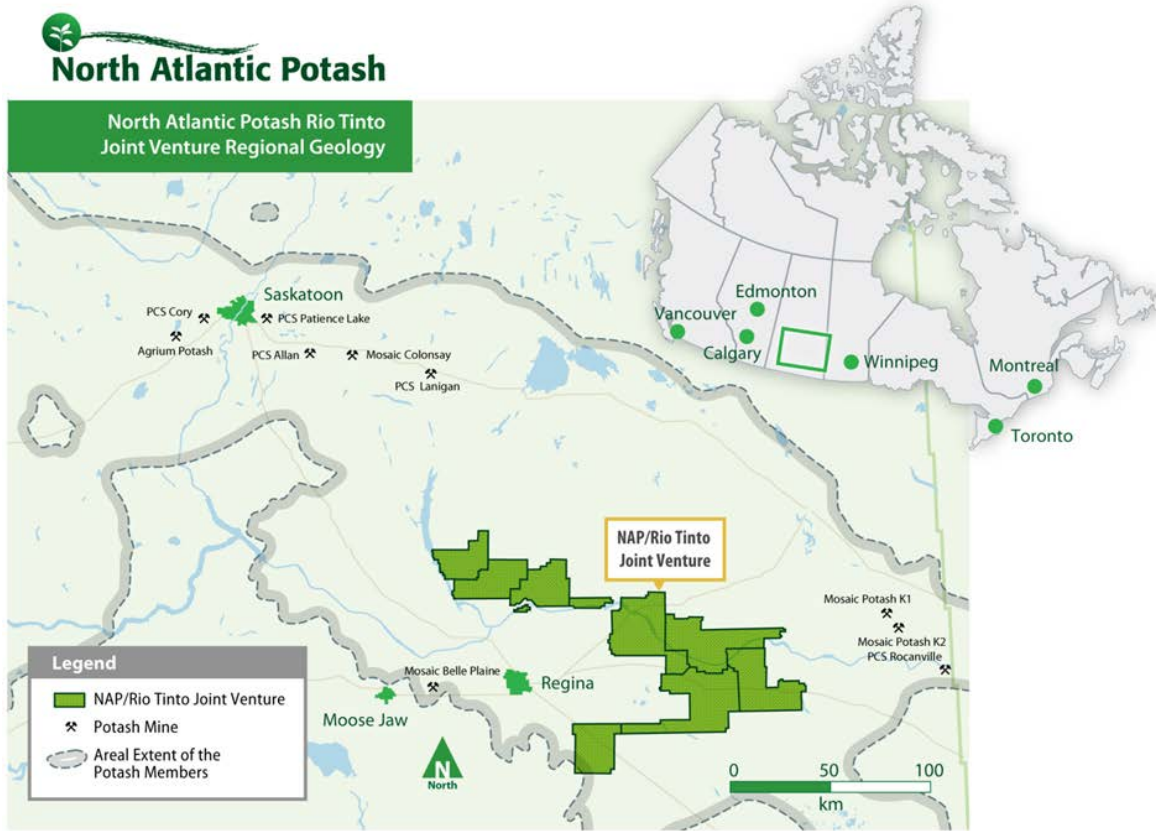 North Atlantic Potash
North Atlantic Potash Rio Tinto
Joint Venture Regional Geology
Edmonton
Vancouver
Calgary
Winnipeg
Montreal
Toronto
Saskatoon
PCS Cory
PCS Patience Lake
Agrium Potash
PCS Allan
Mosaic Colonsay
PCS Lanigan
NAP/Rio Tinto
Joint Venture
Mosaic Potash K1
Mosaic Potash K2
PCS Rocanville
Mosaic Belle Plaine
Regina
Moose Jaw
Legend
NAP/Rio Tinto Joint Venture
Potash Mine
Areal Extent of the
Potash Members
N
North
0 50 100
km